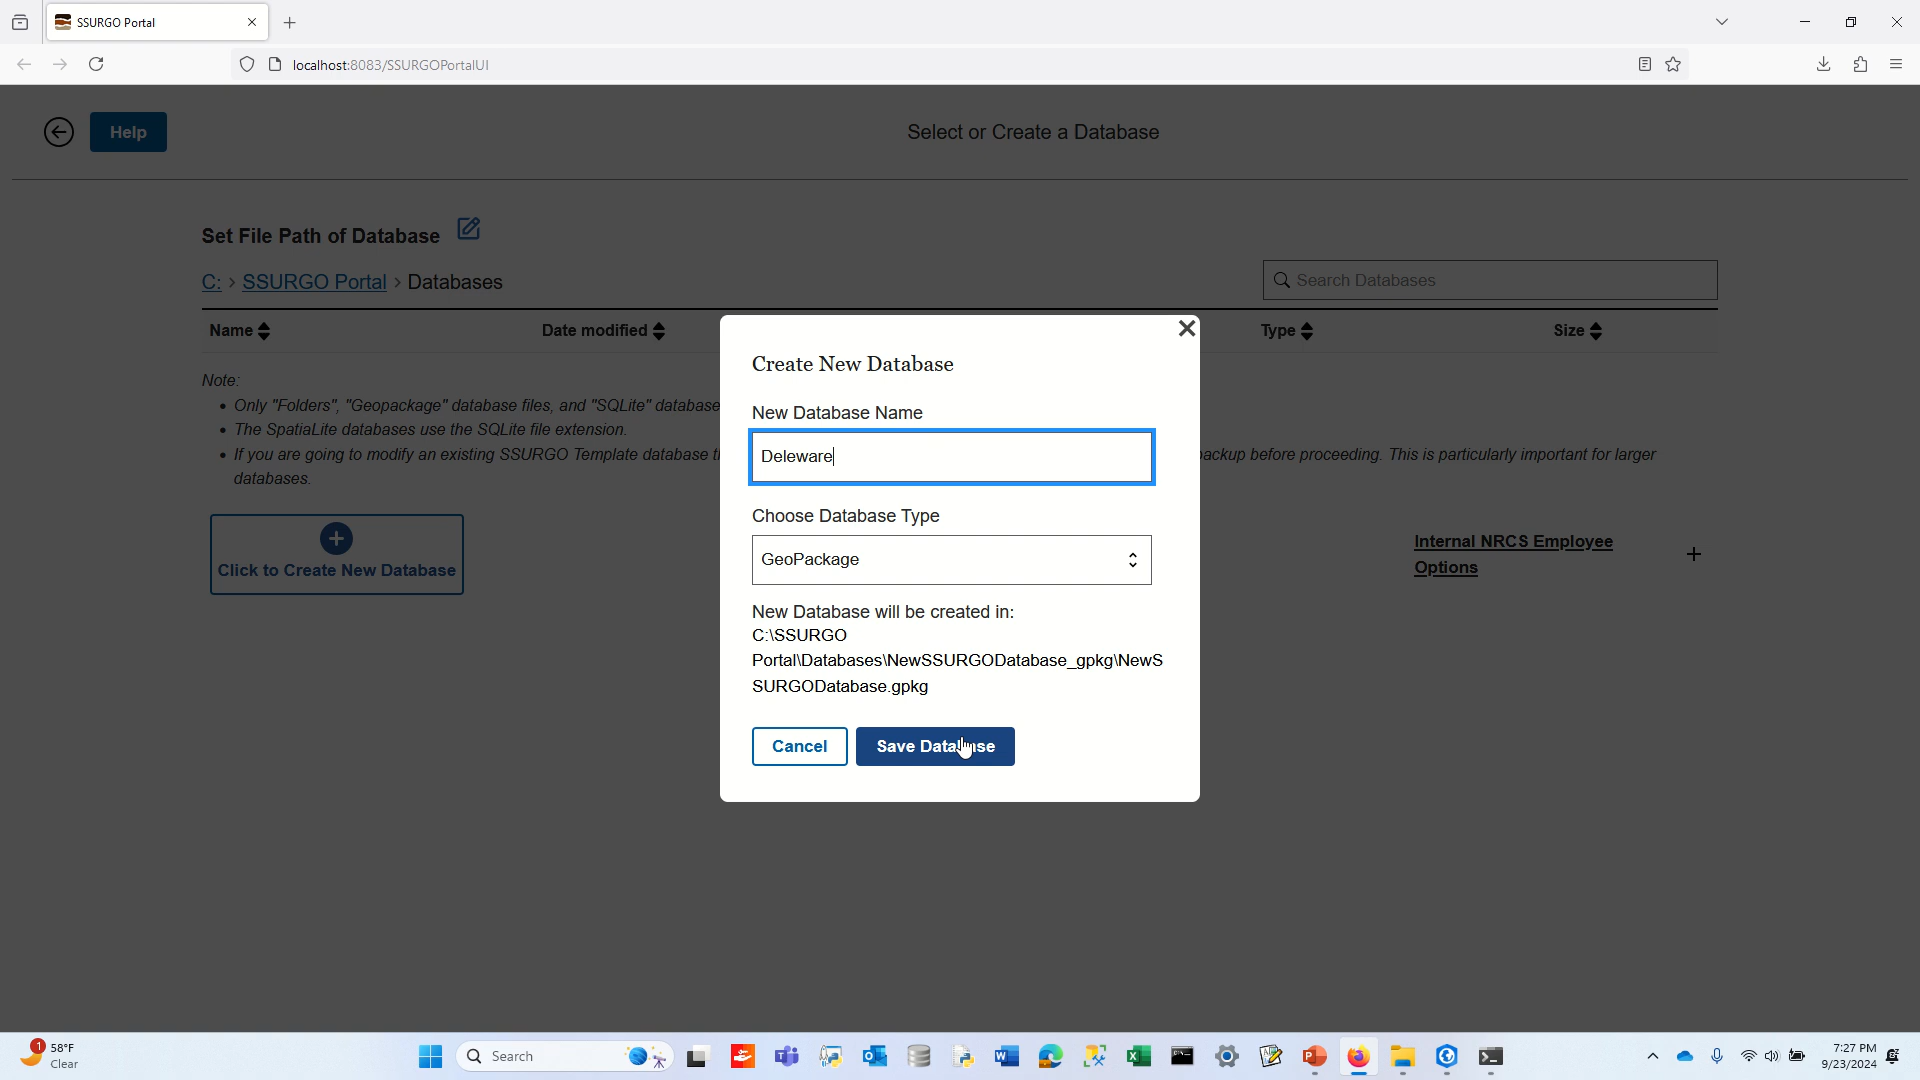 SSURGO Portal
localhost:8083/SSURGOPortalUI
Help
Select or Create a Database
Set File Path of Database
C: > SSURGO Portal > Databases
Search Databases
Name
Date modified
Type
Size
Note:
Only "Folders", "Geopackage" database files, and "SQLite" database
The SpatiaLite databases use the SQLite file extension.
If you are going to modify an existing SSURGO Template database
backup before proceeding. This is particularly important for larger
databases.
Click to Create New Database
Internal NRCS Employee
Options
Create New Database
New Database Name
Deleware
Choose Database Type
GeoPackage
New Database will be created in:
C:\SSURGO
Portal\Databases\NewSSURGODatabase_gpkg\NewS
SURGODatabase.gpkg
Cancel
Save Database
1
58°F
Clear
Search
7:27 PM
9/23/2024